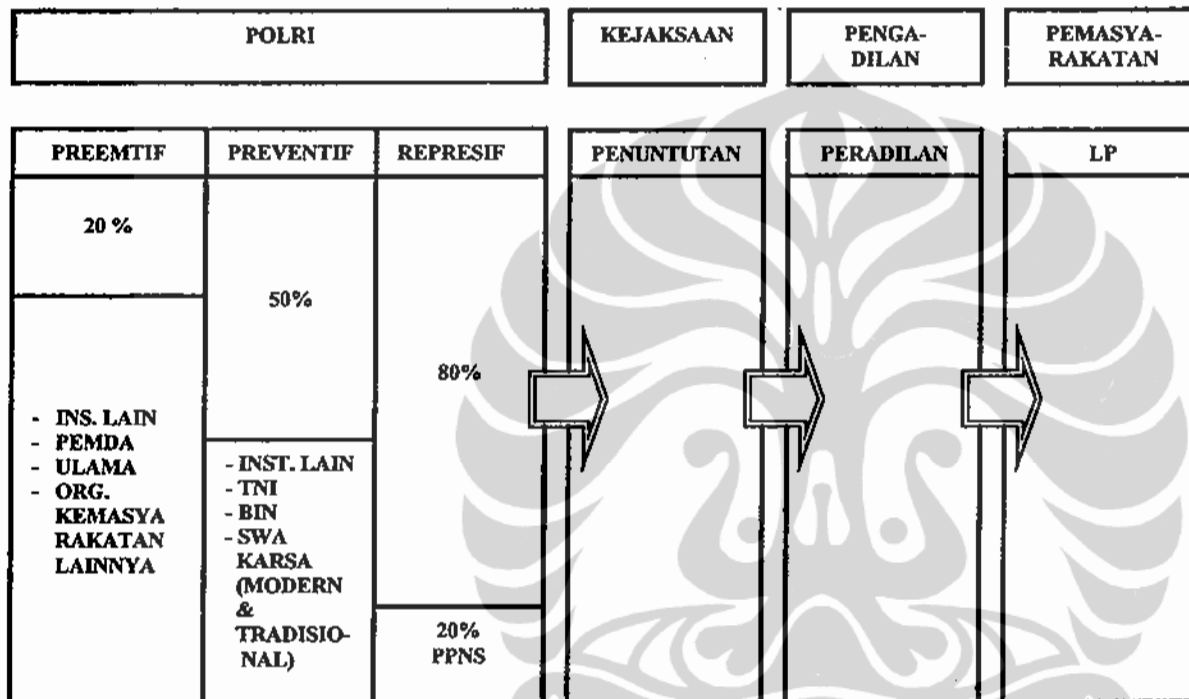 POLRI
KEJAKSAAN
PENGA-
DILAN
PEMASYA-
RAKATAN
PREEMTIF
PREVENTIF
REPRESIF
PENUNTUTAN
PERADILAN
LP
20 %
50%
80%
- INS. LAIN
- PEMDA
- ULAMA
- ORG.
KEMASYA
RAKATAN
LAINNYA
- INST. LAIN
- TNI
- BIN
- SWA
KARSA
(MODERN
&
TRADISIO-
NAL)
20%
PPNS